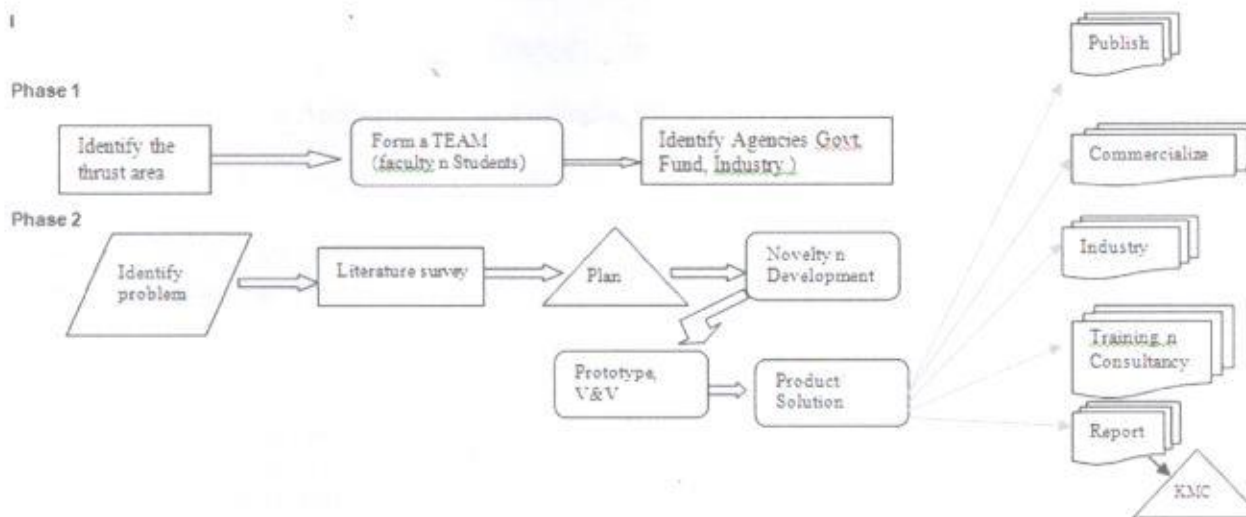 I
Phase 1
Identify the
thrust area
Form a TEAM
(faculty n Students)
Identify Agencies Govt.
Fund, Industry )
Phase 2
Identify
problem
Literature survey
Plan
Novelty n
Development
Prototype,
V&V
Product
Solution
Publish
Commercialize
Industry
Training n
Consultancy
Report
KMC